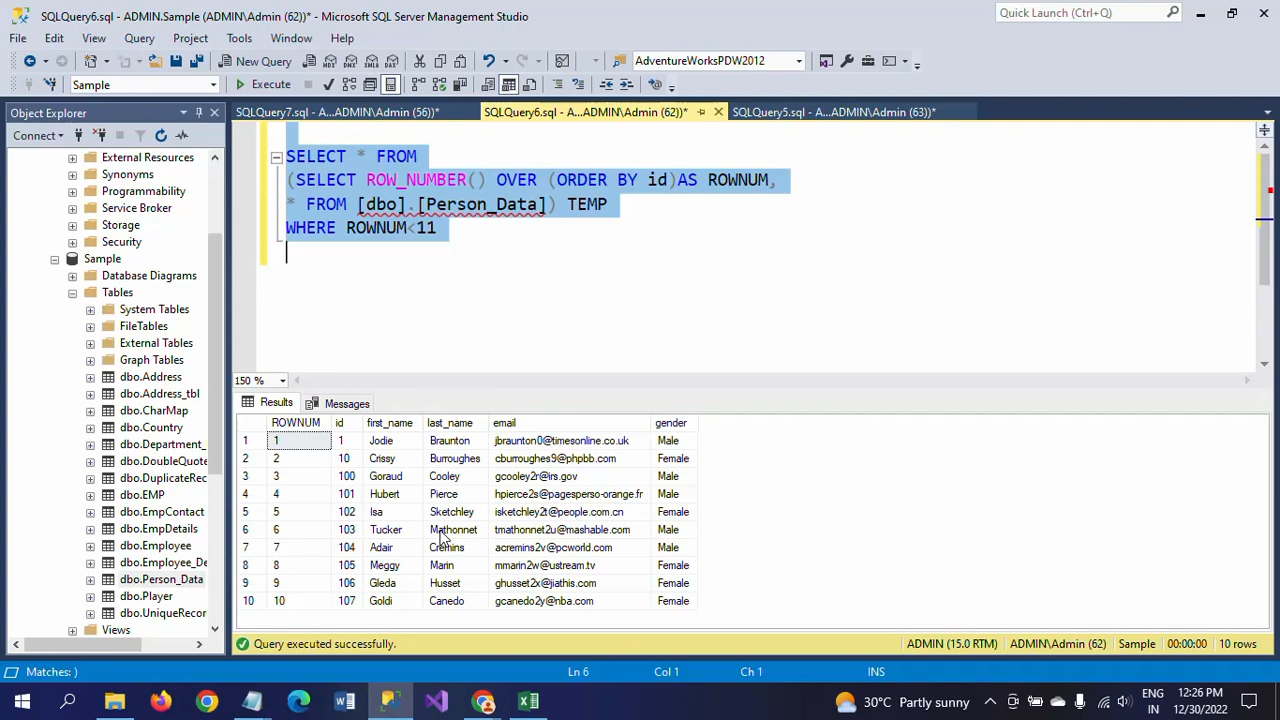 SQLQuery6.sql - ADMIN.Sample (ADMIN\Admin (62))* - Microsoft SQL Server Management Studio
Quick Launch (Ctrl+Q)
File Edit View Query Project Tools Window Help
New Query
AdventureWorksPDW2012
Sample
Execute
Object Explorer
SQLQuery7.sql - A...ADMIN\Admin (56))*
SQLQuery6.sql - A...ADMIN\Admin (62))*
SQLQuery5.sql - A...ADMIN\Admin (63))*
Connect
External Resources
Synonyms
Programmability
Service Broker
Storage
Security
Sample
Database Diagrams
Tables
System Tables
FileTables
External Tables
Graph Tables
dbo.Address
dbo.Address_tbl
dbo.CharMap
dbo.Country
dbo.Department_
dbo.DoubleQuote
dbo.DuplicateRec
dbo.EMP
dbo.EmpContact
dbo.EmpDetails
dbo.Employee
dbo.Employee_De
dbo.Person_Data
dbo.Player
dbo.UniqueRecor
Views
SELECT * FROM
(SELECT ROW_NUMBER() OVER (ORDER BY id)AS ROWNUM,
* FROM [dbo].[Person_Data]) TEMP
WHERE ROWNUM<11
150 %
Results Messages
ROWNUM id first_name last_name email gender
1 1 1 Jodie Braunton jbraunton0@timesonline.co.uk Male
2 2 10 Crissy Burroughes cburroughes9@phpbb.com Female
3 3 100 Goraud Cooley gcooley2r@irs.gov Male
4 4 101 Hubert Pierce hpierce2s@pagesperso-orange.fr Male
5 5 102 Isa Sketchley isketchley2t@people.com.cn Female
6 6 103 Tucker Mathonnet tmathonnet2u@mashable.com Male
7 7 104 Adair Cremins acremins2v@pcworld.com Male
8 8 105 Meggy Marin mmarin2w@ustream.tv Female
9 9 106 Gleda Husset ghusset2x@jiathis.com Female
10 10 107 Goldi Canedo gcanedo2y@nba.com Female
Query executed successfully.
ADMIN (15.0 RTM) ADMIN\Admin (62) Sample 00:00:00 10 rows
Matches: )
Ln 6 Col 1 Ch 1 INS
30°C Partly sunny
ENG
IN
12:26 PM
12/30/2022